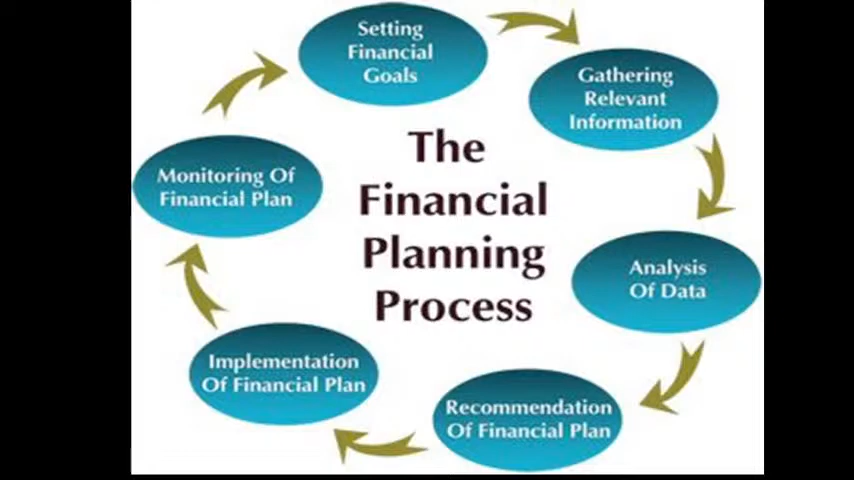 Setting
Financial
Goals
Gathering
Relevant
Information
The
Financial
Planning
Process
Monitoring Of
Financial Plan
Analysis
Of Data
Implementation
Of Financial Plan
Recommendation
Of Financial Plan